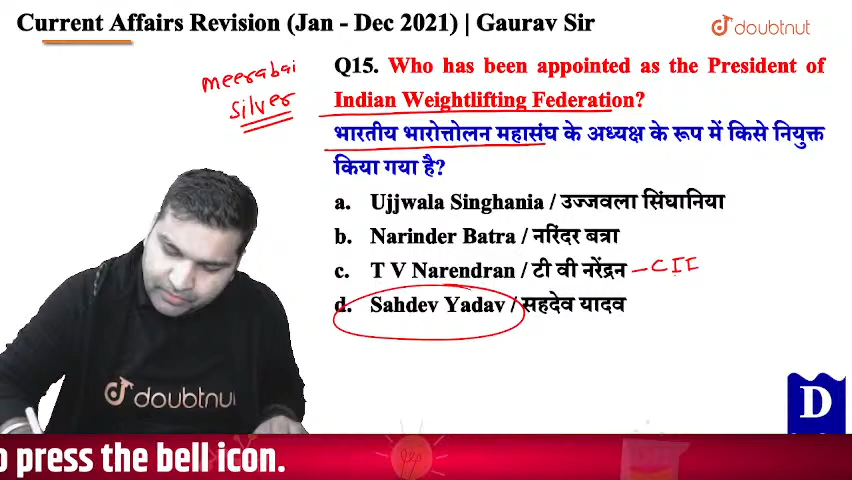 Current Affairs Revision (Jan - Dec 2021) | Gaurav Sir
doubtnut
meerabai
silver
Q15. Who has been appointed as the President of
Indian Weightlifting Federation?
भारतीय भारोत्तोलन महासंघ के अध्यक्ष के रूप में किसे नियुक्त
किया गया है?
a. Ujjwala Singhania / उज्जवला सिंघानिया
b. Narinder Batra / नरिंदर बत्रा
c. T V Narendran / टी वी नरेंद्रन – CII
d. Sahdev Yadav / सहदेव यादव
doubtnut
D
o press the bell icon.